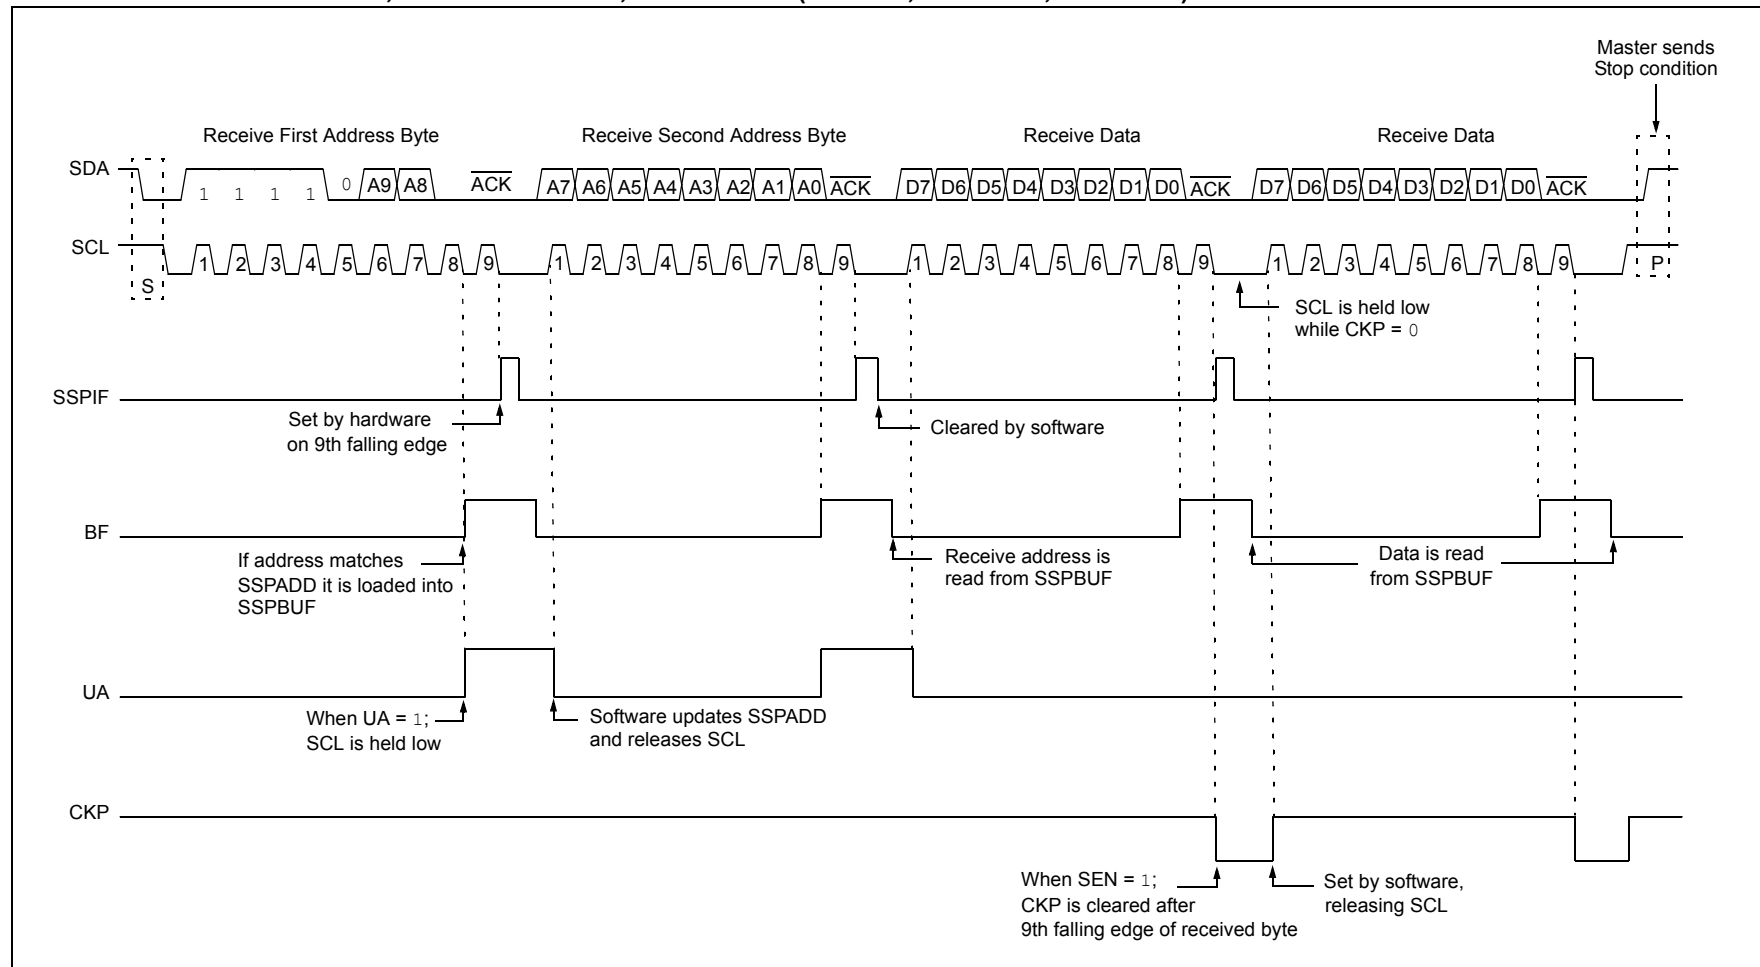 Master sends
Stop condition
Receive First Address Byte
Receive Second Address Byte
Receive Data
Receive Data
SDA
1 1 1 1 0 A9 A8 ACK A7 A6 A5 A4 A3 A2 A1 A0 ACK D7 D6 D5 D4 D3 D2 D1 D0 ACK D7 D6 D5 D4 D3 D2 D1 D0 ACK
SCL
1 2 3 4 5 6 7 8 9 1 2 3 4 5 6 7 8 9 1 2 3 4 5 6 7 8 9 1 2 3 4 5 6 7 8 9
S
P
SCL is held low
while CKP = 0
SSPIF
Set by hardware
on 9th falling edge
Cleared by software
BF
If address matches
SSPADD it is loaded into
SSPBUF
Receive address is
read from SSPBUF
Data is read
from SSPBUF
UA
When UA = 1;
SCL is held low
Software updates SSPADD
and releases SCL
CKP
When SEN = 1;
CKP is cleared after
9th falling edge of received byte
Set by software,
releasing SCL